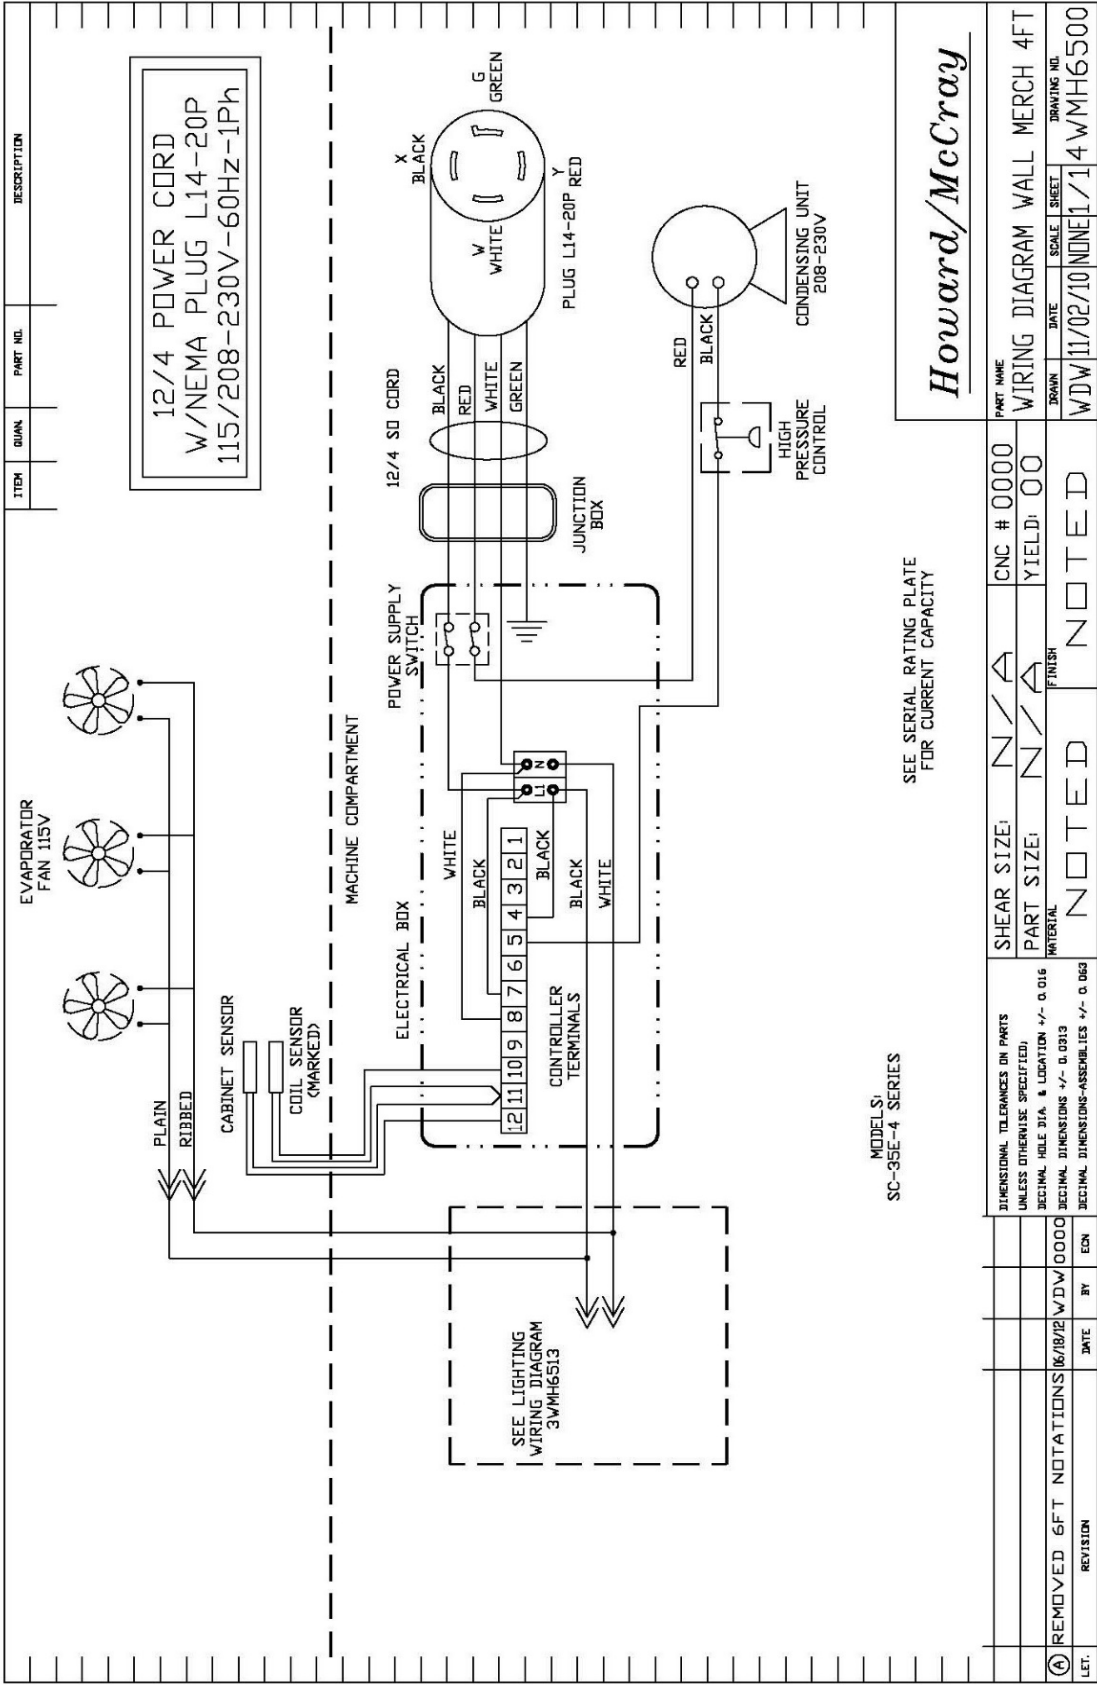 ITEM
QUAN.
PART NO.
DESCRIPTION
12/4 POWER CORD
W/NEMA PLUG L14-20P
115/208-230V-60Hz-1Ph
EVAPORATOR
FAN 115V
PLAIN
RIBBED
CABINET SENSOR
COIL SENSOR
(MARKED)
MACHINE COMPARTMENT
ELECTRICAL BOX
POWER SUPPLY
SWITCH
12/4 SO CORD
BLACK
RED
WHITE
GREEN
X
BLACK
G
GREEN
W
WHITE
Y
RED
PLUG L14-20P
JUNCTION
BOX
WHITE
BLACK
L1
N
12 11 10 9 8 7 6 5 4 3 2 1
BLACK
CONTROLLER
TERMINALS
BLACK
WHITE
SEE LIGHTING
WIRING DIAGRAM
3WMH6513
RED
BLACK
HIGH
PRESSURE
CONTROL
CONDENSING UNIT
208-230V
MODELS:
SC-35E-4 SERIES
SEE SERIAL RATING PLATE
FOR CURRENT CAPACITY
Howard/McCray
A REMOVED 6FT NOTATIONS 06/18/12 WDW 0000
LET.
REVISION
DATE
BY
ECN
DIMENSIONAL TOLERANCES ON PARTS
UNLESS OTHERWISE SPECIFIED;
DECIMAL HOLE DIA. & LOCATION +/- 0.016
DECIMAL DIMENSIONS +/- 0.0313
DECIMAL DIMENSIONS-ASSEMBLIES +/- 0.063
SHEAR SIZE: N/A
CNC # 0000
PART SIZE: N/A
YIELD: 00
MATERIAL
NOTED
FINISH
NOTED
PART NAME
WIRING DIAGRAM WALL MERCH 4FT
DRAWN
WDW
DATE
11/02/10
SCALE
NONE
SHEET
1/1
DRAWING NO.
4WMH6500